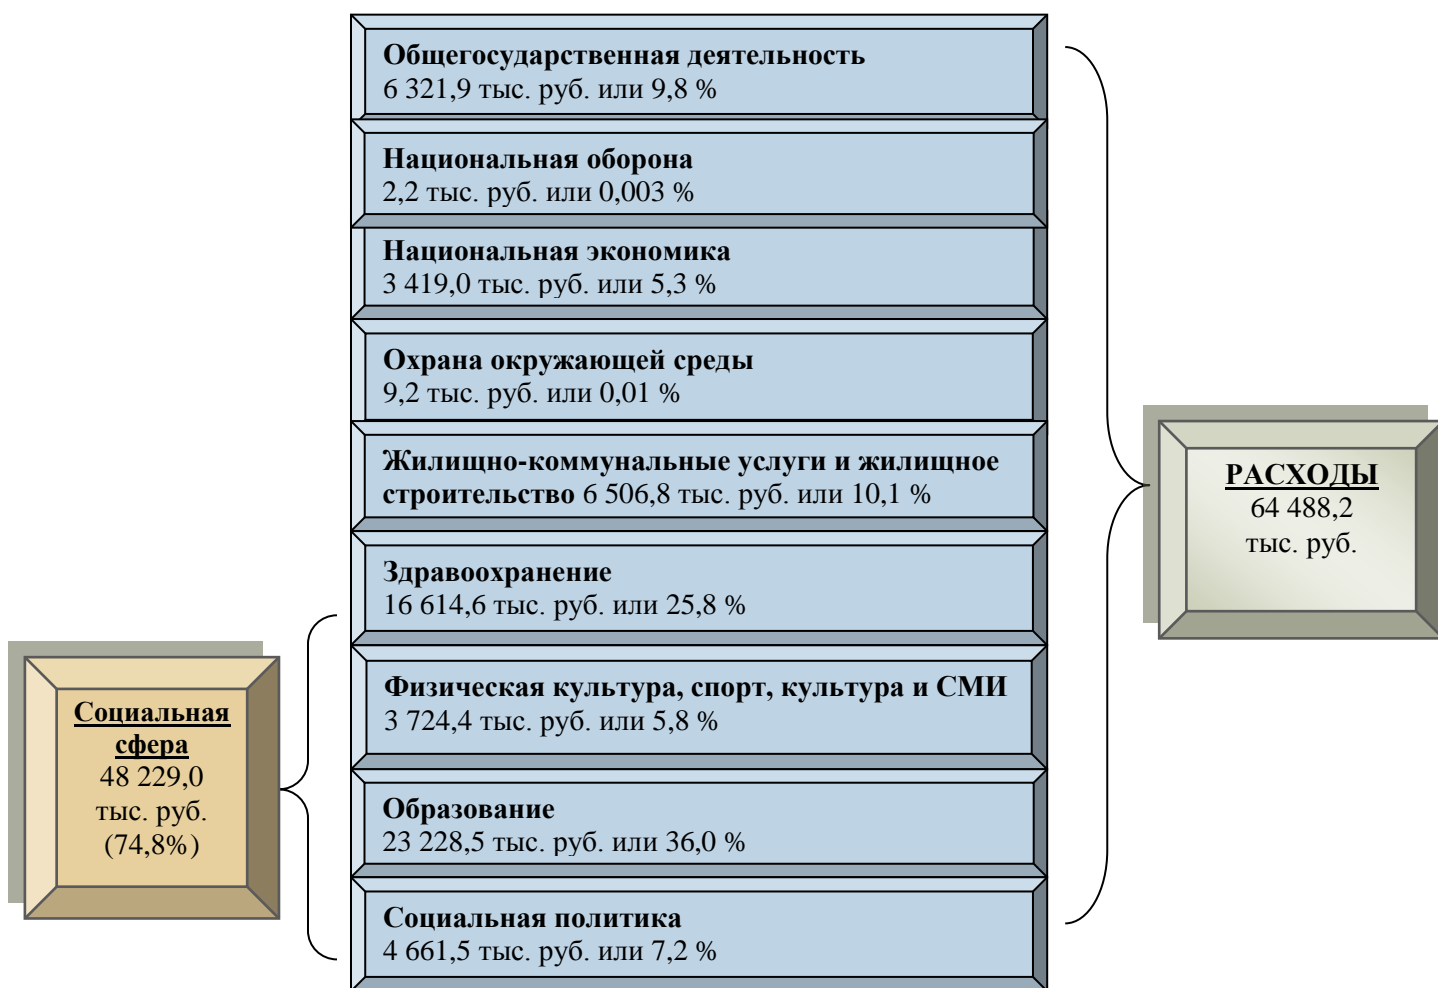 Общегосударственная деятельность
6 321,9 тыс. руб. или 9,8 %
Национальная оборона
2,2 тыс. руб. или 0,003 %
Национальная экономика
3 419,0 тыс. руб. или 5,3 %
Охрана окружающей среды
9,2 тыс. руб. или 0,01 %
Жилищно-коммунальные услуги и жилищное
строительство 6 506,8 тыс. руб. или 10,1 %
Здравоохранение
16 614,6 тыс. руб. или 25,8 %
Физическая культура, спорт, культура и СМИ
3 724,4 тыс. руб. или 5,8 %
Образование
23 228,5 тыс. руб. или 36,0 %
Социальная политика
4 661,5 тыс. руб. или 7,2 %
РАСХОДЫ
64 488,2
тыс. руб.
Социальная
сфера
48 229,0
тыс. руб.
(74,8%)